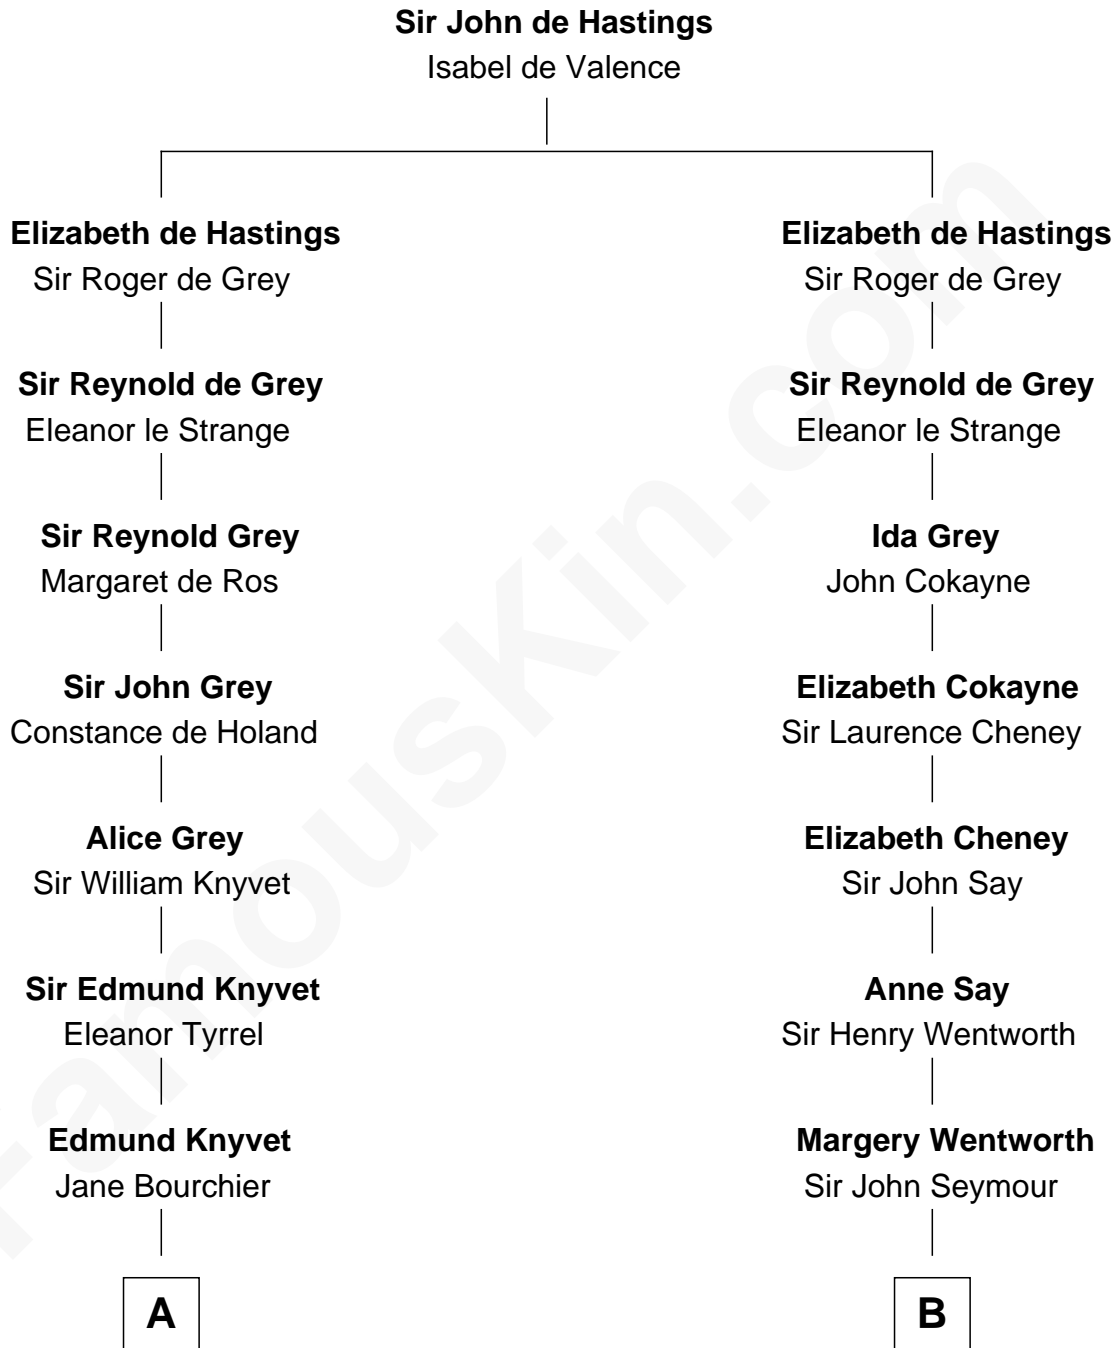 Sir John de Hastings
Isabel de Valence
Elizabeth de Hastings
Sir Roger de Grey
Elizabeth de Hastings
Sir Roger de Grey
Sir Reynold de Grey
Eleanor le Strange
Sir Reynold de Grey
Eleanor le Strange
Sir Reynold Grey
Margaret de Ros
Ida Grey
John Cokayne
Sir John Grey
Constance de Holand
Elizabeth Cokayne
Sir Laurence Cheney
Alice Grey
Sir William Knyvet
Elizabeth Cheney
Sir John Say
Sir Edmund Knyvet
Eleanor Tyrrel
Anne Say
Sir Henry Wentworth
Edmund Knyvet
Jane Bourchier
Margery Wentworth
Sir John Seymour
A
B
FamousKin.com